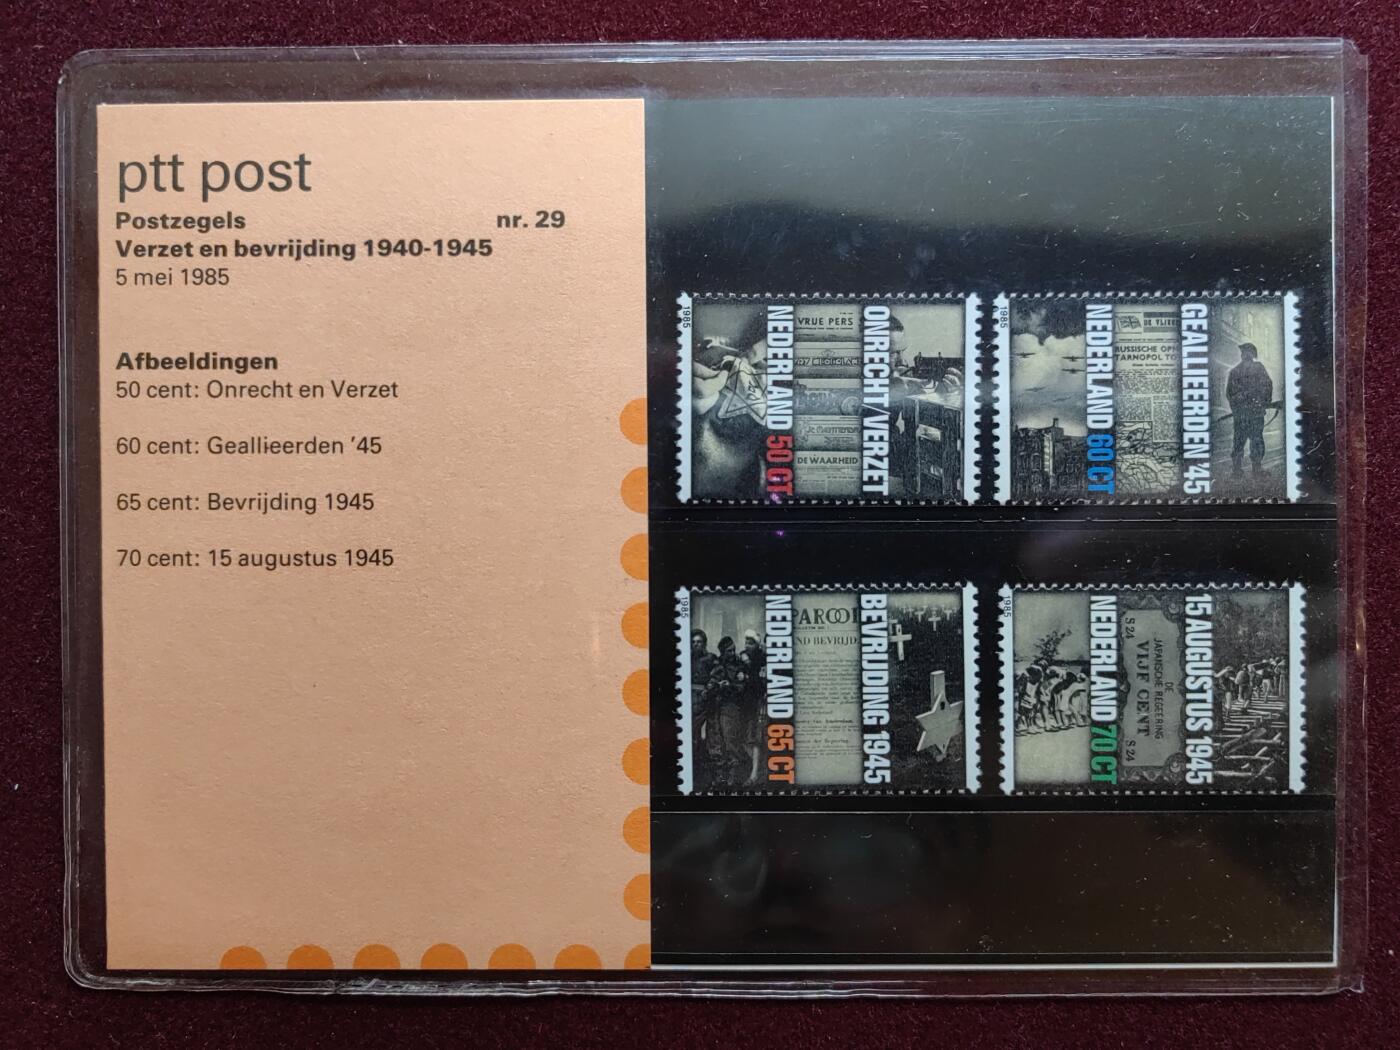 ptt post
Postzegels nr. 29
Verzet en bevrijding 1940-1945
5 mei 1985
Afbeeldingen
50 cent: Onrecht en Verzet
60 cent: Geallieerden '45
65 cent: Bevrijding 1945
70 cent: 15 augustus 1945
1985
NEDERLAND 50 CT
VRIJE PERS
DE WAARHEID
ONRECHT/VERZET
1985
NEDERLAND 60 CT
RUSSISCHE
TARNOPOL
GEALLIEERDEN '45
1985
NEDERLAND 65 CT
PAROOL
BEVRIJDING 1945
1985
NEDERLAND 70 CT
S 24 S 24
DE
JAPANSCHE REGEERING
VIJF CENT
15 AUGUSTUS 1945